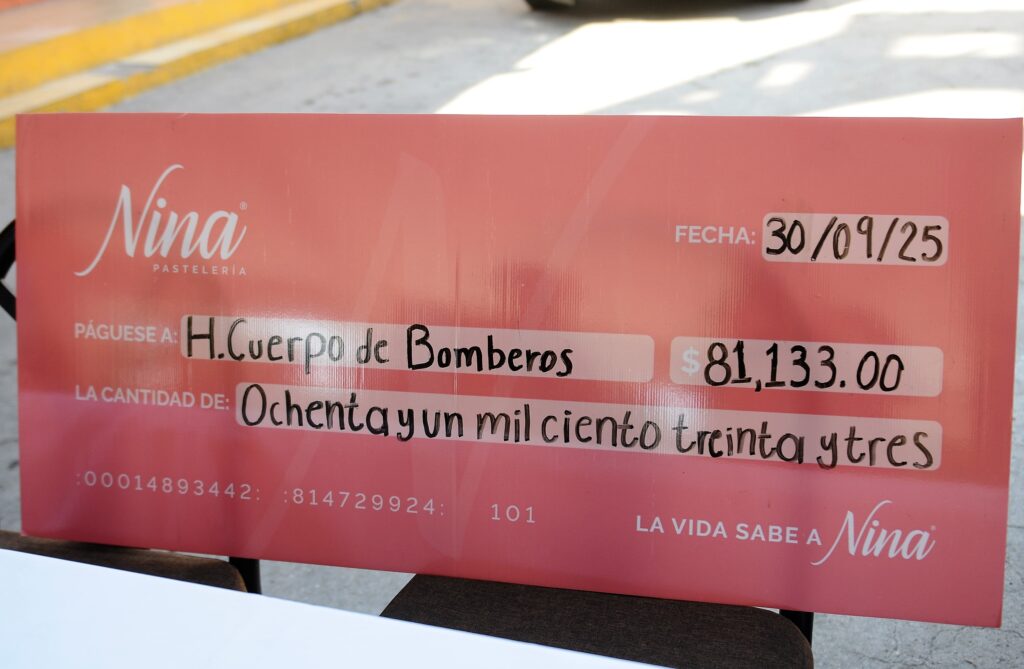 Nina®
PASTELERÍA
FECHA: 30/09/25
PÁGUESE A: H. Cuerpo de Bomberos $81,133.00
LA CANTIDAD DE: Ochenta y un mil ciento treinta y tres
:00014893442: :814729924: 101
LA VIDA SABE A Nina®